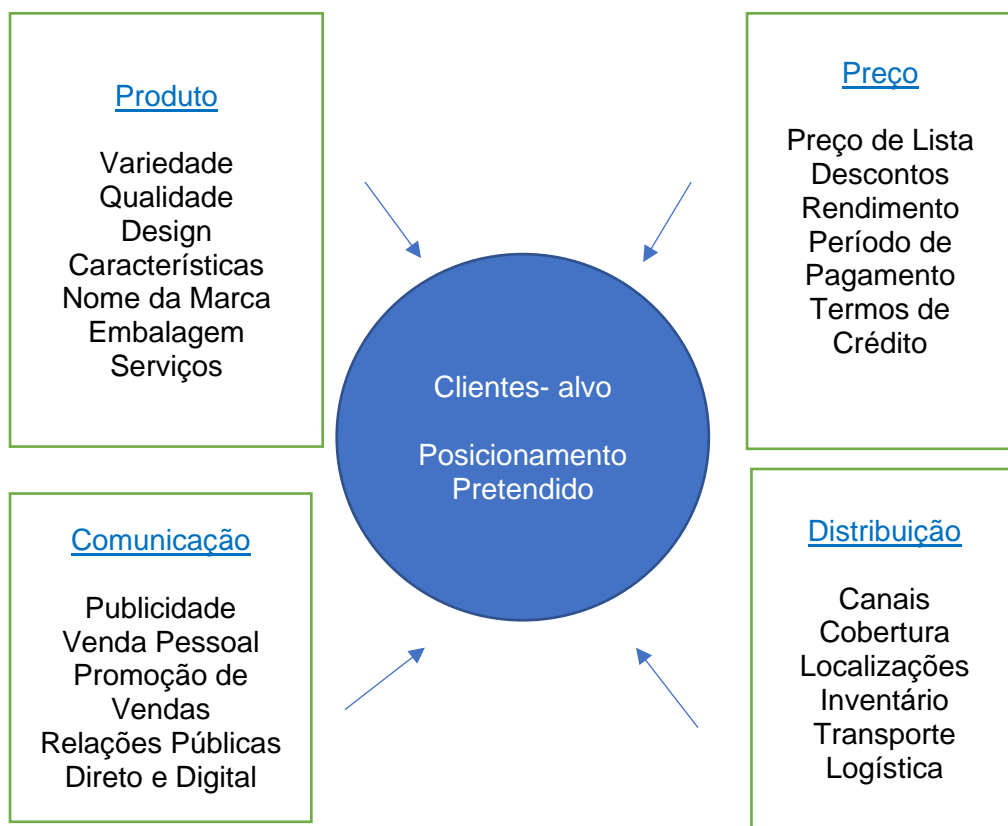 Produto
Variedade
Qualidade
Design
Características
Nome da Marca
Embalagem
Serviços
Preço
Preço de Lista
Descontos
Rendimento
Período de
Pagamento
Termos de
Crédito
Clientes- alvo
Posicionamento
Pretendido
Comunicação
Publicidade
Venda Pessoal
Promoção de
Vendas
Relações Públicas
Direto e Digital
Distribuição
Canais
Cobertura
Localizações
Inventário
Transporte
Logística